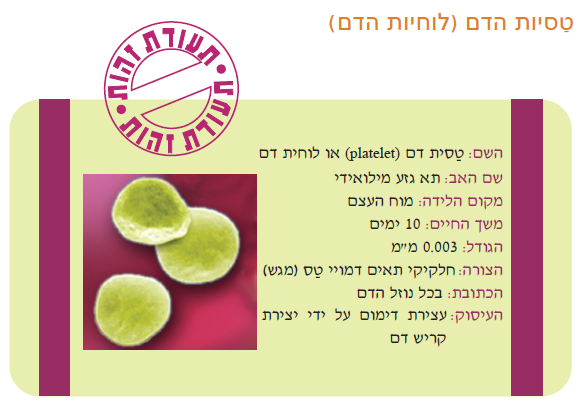 טַסיות הדם (לוחיות הדם)
תעודת זהות
תעודת זהות
השם: טַסית דם (platelet) או לוחית דם
שם האב: תא גזע מילואידי
מקום הלידה: מוח העצם
משך החיים: 10 ימים
הגודל: 0.003 מ"מ
הצורה: חלקיקי תאים דמויי טַס (מגש)
הכתובת: בכל נוזל הדם
העיסוק: עצירת דימום על ידי יצירת
קריש דם